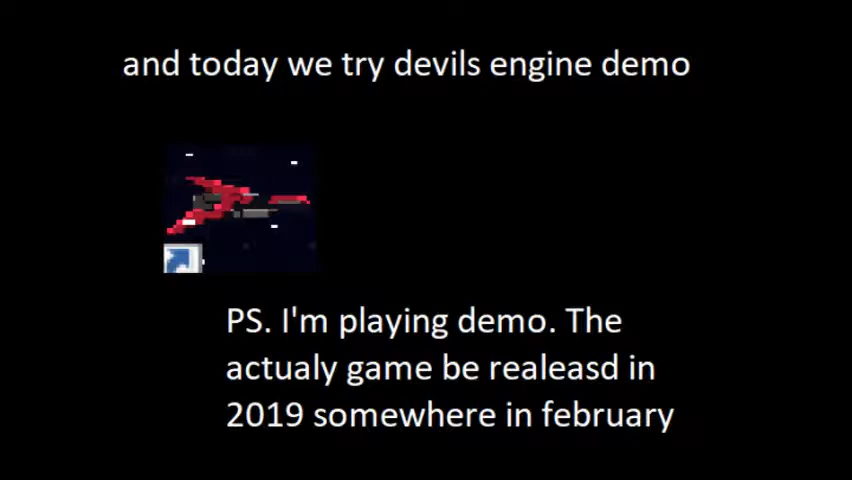 and today we try devils engine demo
PS. I'm playing demo. The
actualy game be realeasd in
2019 somewhere in february